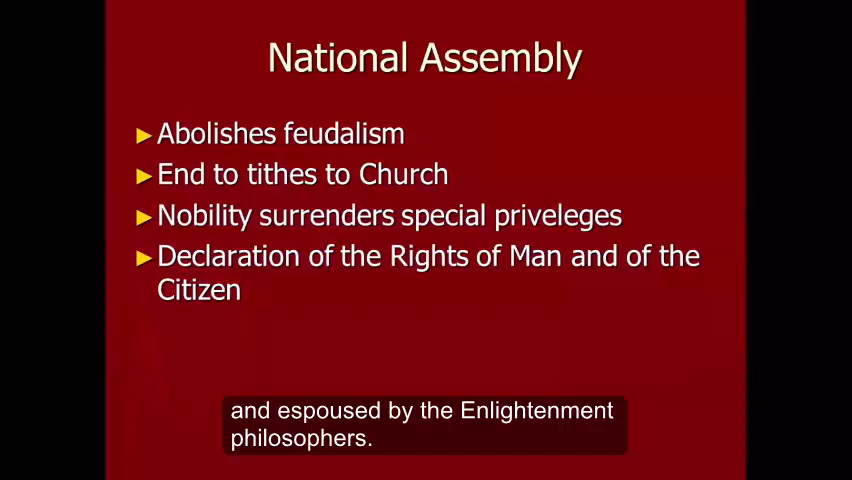 National Assembly
►Abolishes feudalism
►End to tithes to Church
►Nobility surrenders special priveleges
►Declaration of the Rights of Man and of the
Citizen
and espoused by the Enlightenment
philosophers.